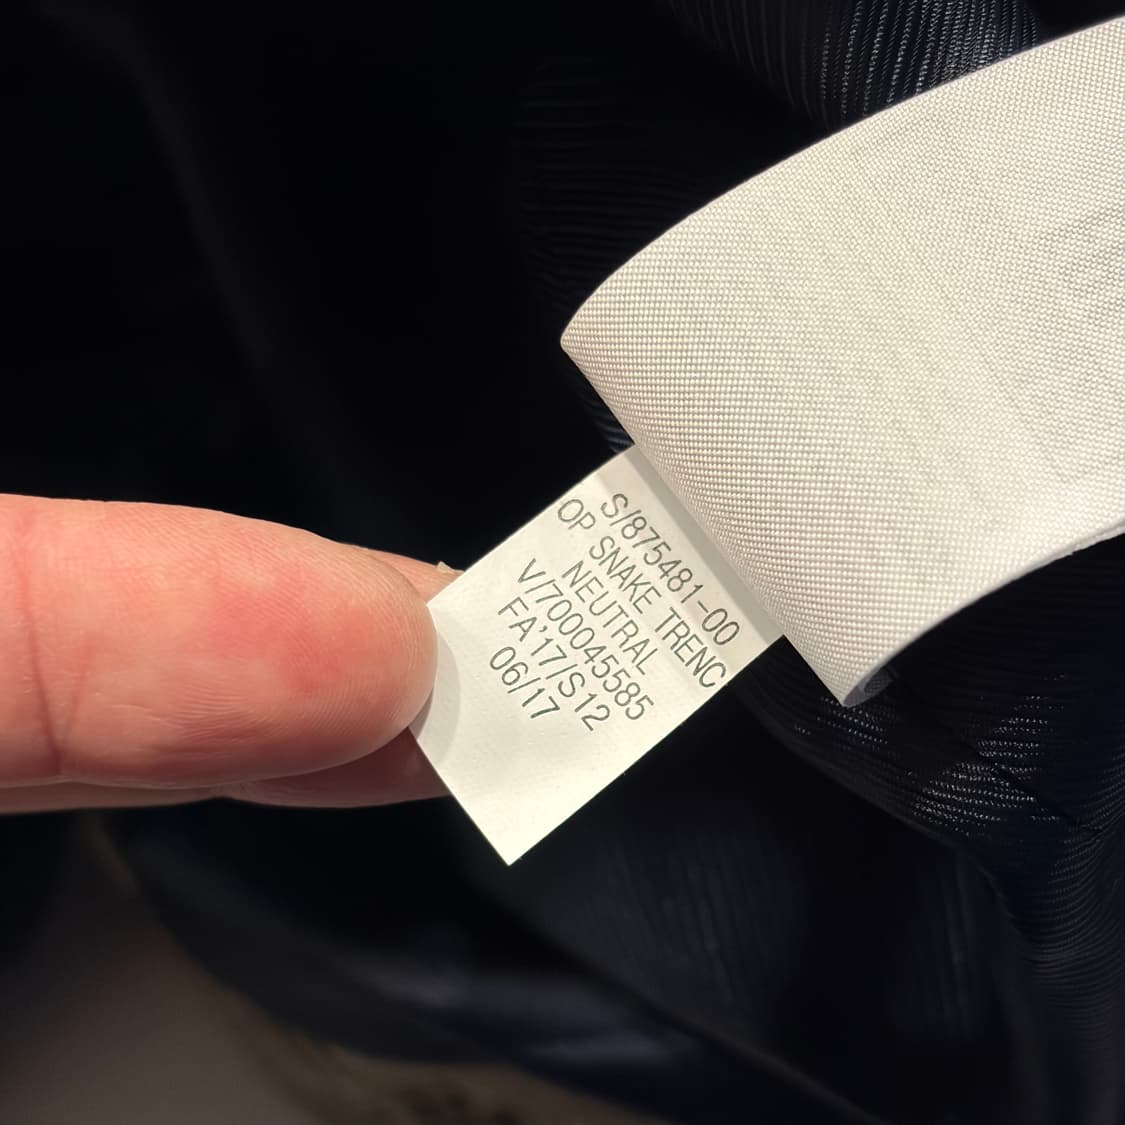 S/875481-00
OP SNAKE TRENC
NEUTRAL
V/700045585
FA'17/S12
06/17